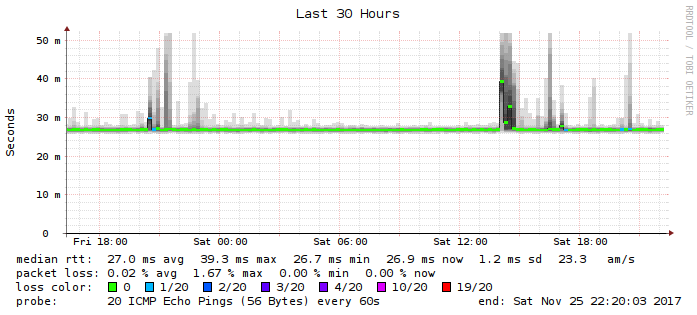 Last 30 Hours
RRDTOOL / TOBI OETIKER
Seconds
50 m
40 m
30 m
20 m
10 m
0
Fri 18:00 Sat 00:00 Sat 06:00 Sat 12:00 Sat 18:00
median rtt: 27.0 ms avg 39.3 ms max 26.7 ms min 26.9 ms now 1.2 ms sd 23.3 am/s
packet loss: 0.02 % avg 1.67 % max 0.00 % min 0.00 % now
loss color: 0 1/20 2/20 3/20 4/20 10/20 19/20
probe: 20 ICMP Echo Pings (56 Bytes) every 60s end: Sat Nov 25 22:20:03 2017